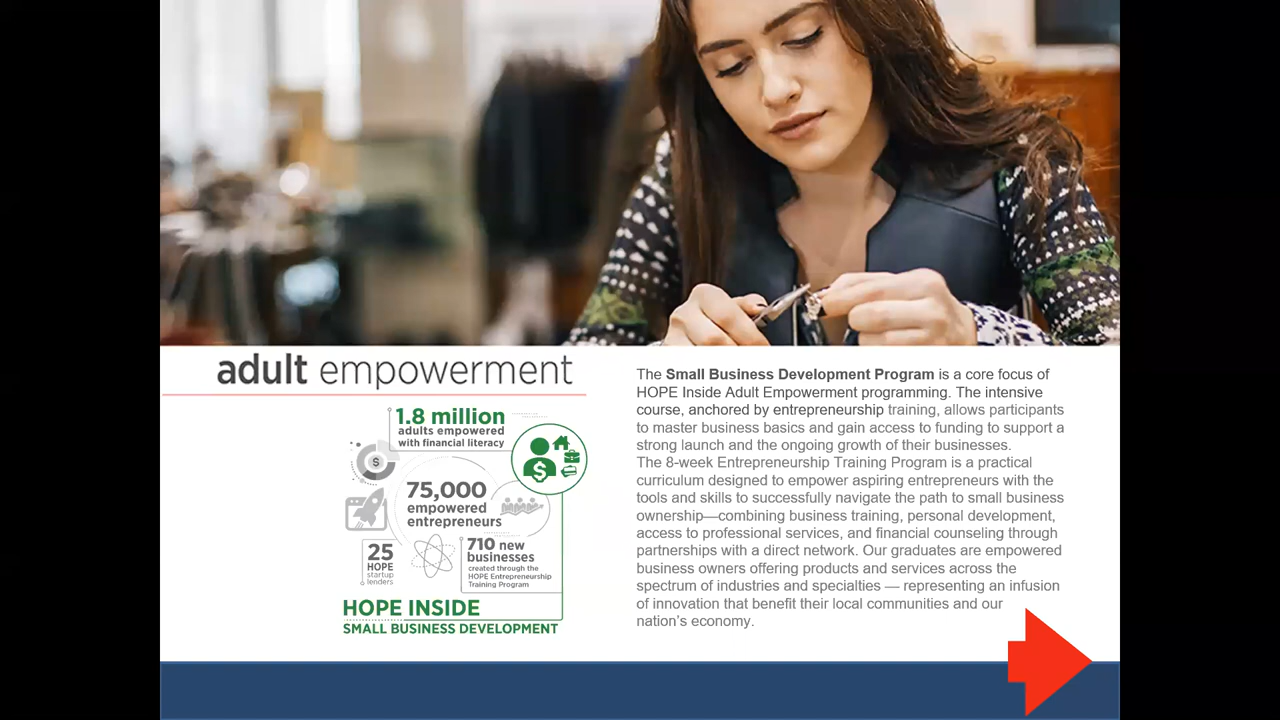 adult empowerment
1.8 million
adults empowered
with financial literacy
$
$
75,000
empowered
entrepreneurs
25
HOPE
startup
lenders
710 new
businesses
created through the
HOPE Entrepreneurship
Training Program
HOPE INSIDE
SMALL BUSINESS DEVELOPMENT
The Small Business Development Program is a core focus of
HOPE Inside Adult Empowerment programming. The intensive
course, anchored by entrepreneurship training, allows participants
to master business basics and gain access to funding to support a
strong launch and the ongoing growth of their businesses.
The 8-week Entrepreneurship Training Program is a practical
curriculum designed to empower aspiring entrepreneurs with the
tools and skills to successfully navigate the path to small business
ownership—combining business training, personal development,
access to professional services, and financial counseling through
partnerships with a direct network. Our graduates are empowered
business owners offering products and services across the
spectrum of industries and specialties — representing an infusion
of innovation that benefit their local communities and our
nation's economy.